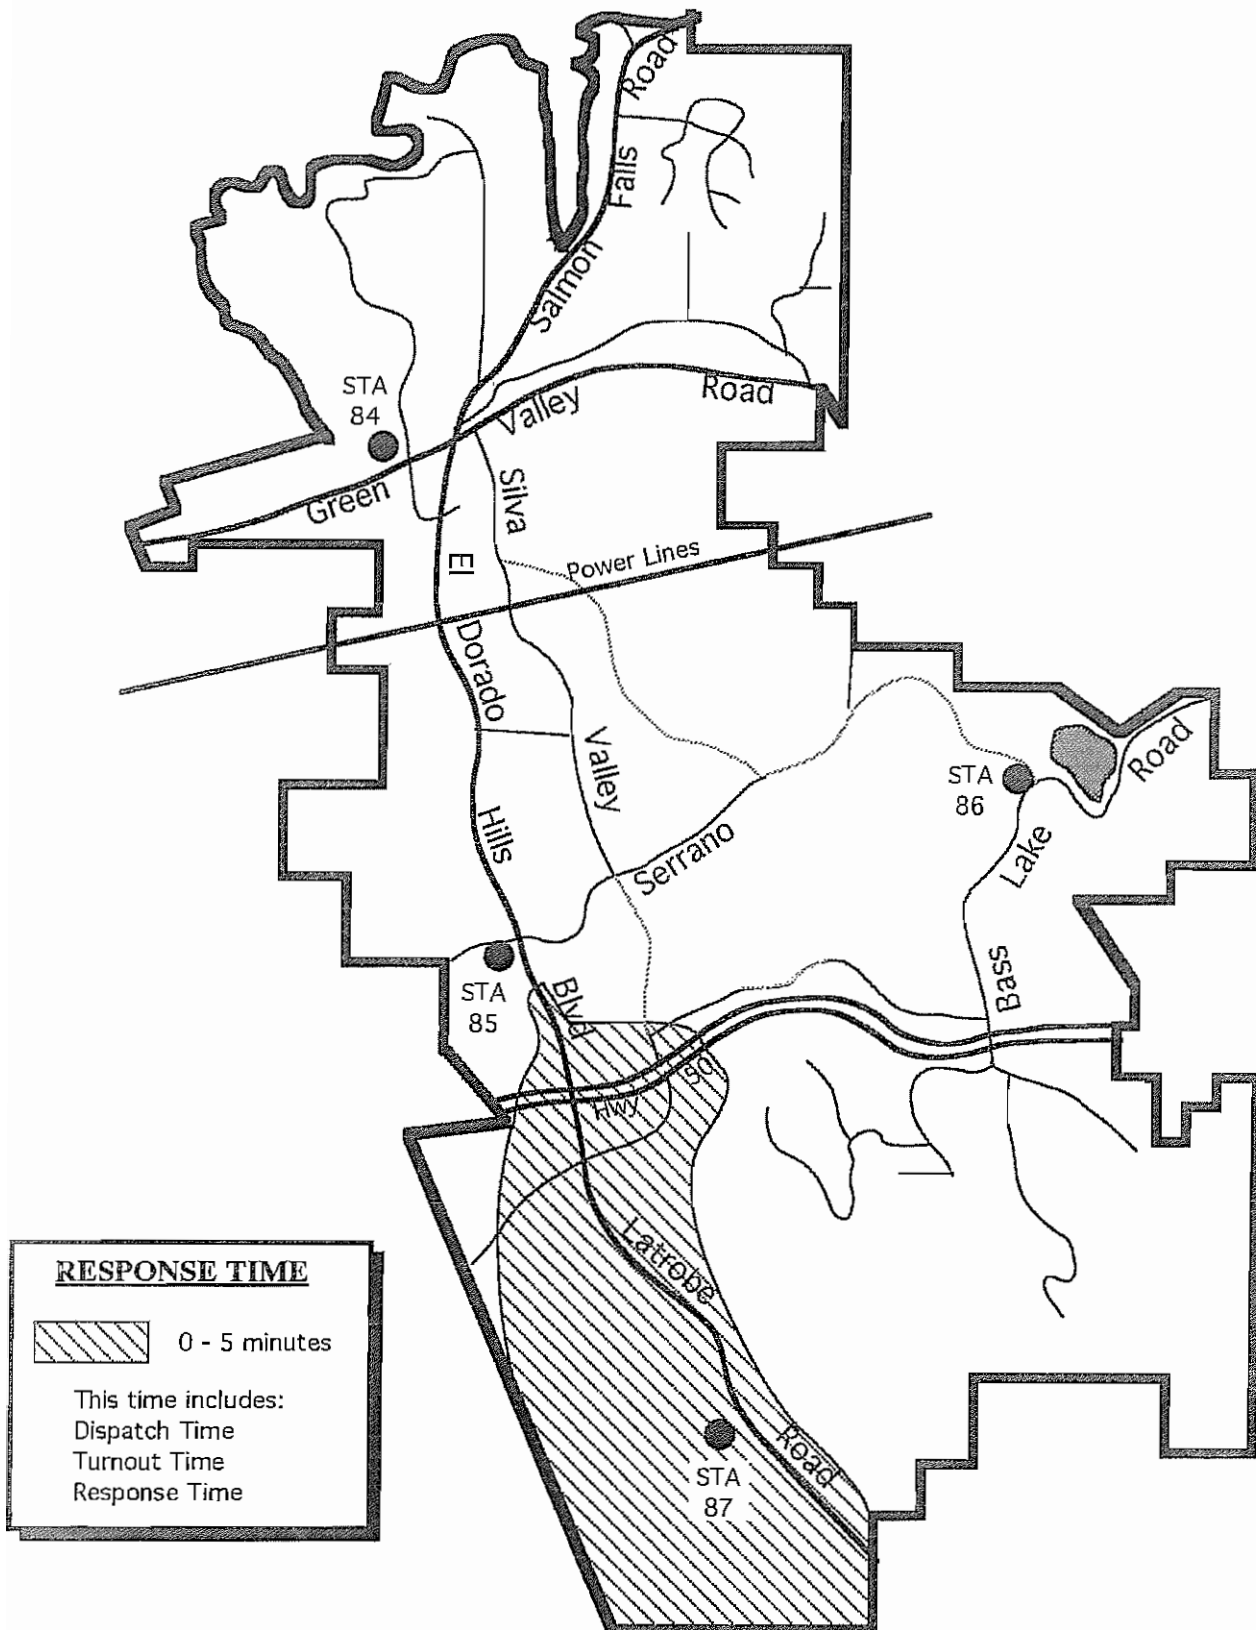 Road
Falls
Salmon
STA
84
Valley
Road
Green
Silva
El
Power Lines
Dorado
Valley
Road
STA
86
Hills
Lake
Serrano
Bass
STA
85
Blvd
50
Hwy
Latrobe
Road
STA
87
RESPONSE TIME
0 - 5 minutes
This time includes:
Dispatch Time
Turnout Time
Response Time